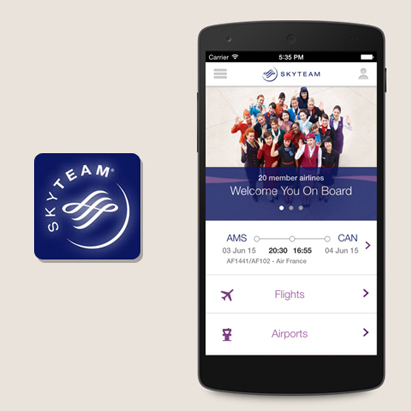 SKYTEAM®
Carrier
5:35 PM
SKYTEAM
20 member airlines
Welcome You On Board
AMS CAN
03 Jun 15 20:30 16:55 04 Jun 15
AF1441/AF102 - Air France
Flights
Airports